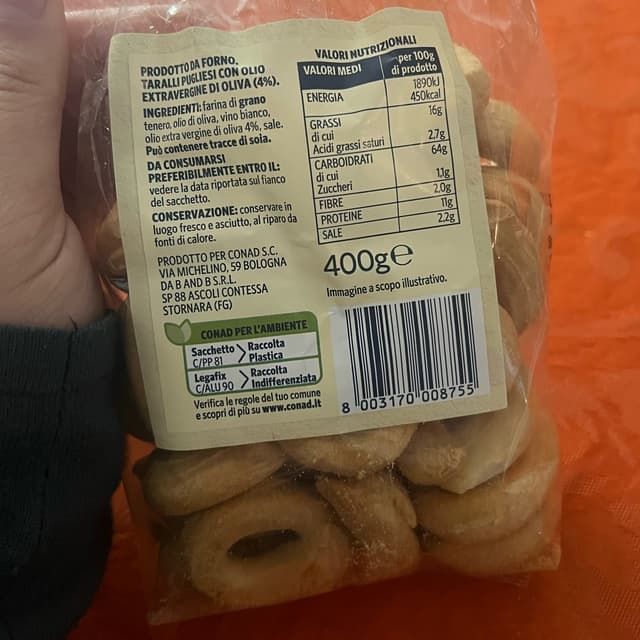 PRODOTTO DA FORNO.
TARALLI PUGLIESI CON OLIO
EXTRAVERGINE DI OLIVA (4%).
INGREDIENTI: farina di grano
tenero, olio di oliva, vino bianco,
olio extra vergine di oliva 4%, sale.
Può contenere tracce di soia.
DA CONSUMARSI
PREFERIBILMENTE ENTRO IL:
vedere la data riportata sul fianco
del sacchetto.
CONSERVAZIONE: conservare in
luogo fresco e asciutto, al riparo da
fonti di calore.
PRODOTTO PER CONAD S.C.
VIA MICHELINO, 59 BOLOGNA
DA B AND B S.R.L.
SP 88 ASCOLI CONTESSA
STORNARA (FG)
CONAD PER L'AMBIENTE
Sacchetto > Raccolta
C/PP 81 Plastica
Legafix > Raccolta
C/ALU 90 Indifferenziata
Verifica le regole del tuo comune
e scopri di più su www.conad.it
VALORI NUTRIZIONALI
VALORI MEDI per 100g
di prodotto
ENERGIA 1890kJ
450kcal
GRASSI 16g
di cui
Acidi grassi saturi 2,7g
CARBOIDRATI 64g
di cui
Zuccheri 1,1g
FIBRE 2,0g
PROTEINE 11g
SALE 2,2g
400g e
Immagine a scopo illustrativo.
8 003170 008755